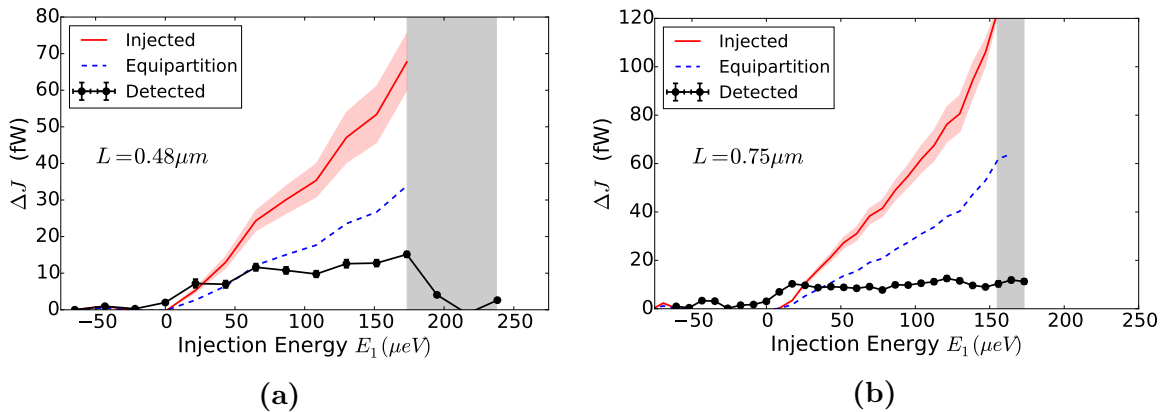 80
70
60
50
40
30
20
10
0
ΔJ (fW)
Injected
Equipartition
Detected
L=0.48μm
−50 0 50 100 150 200 250
Injection Energy E₁(μeV)
(a)
120
100
80
60
40
20
0
ΔJ (fW)
Injected
Equipartition
Detected
L=0.75μm
−50 0 50 100 150 200 250
Injection Energy E₁(μeV)
(b)